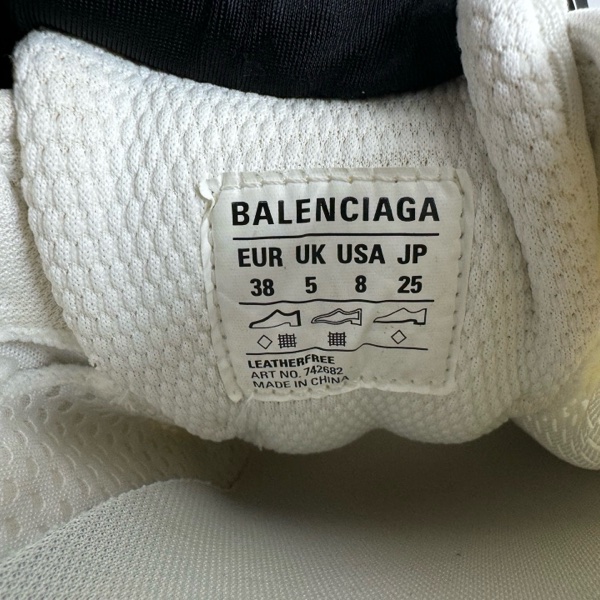 BALENCIAGA
EUR UK USA JP
38 5 8 25
LEATHERFREE
ART NO. 742682
MADE IN CHINA